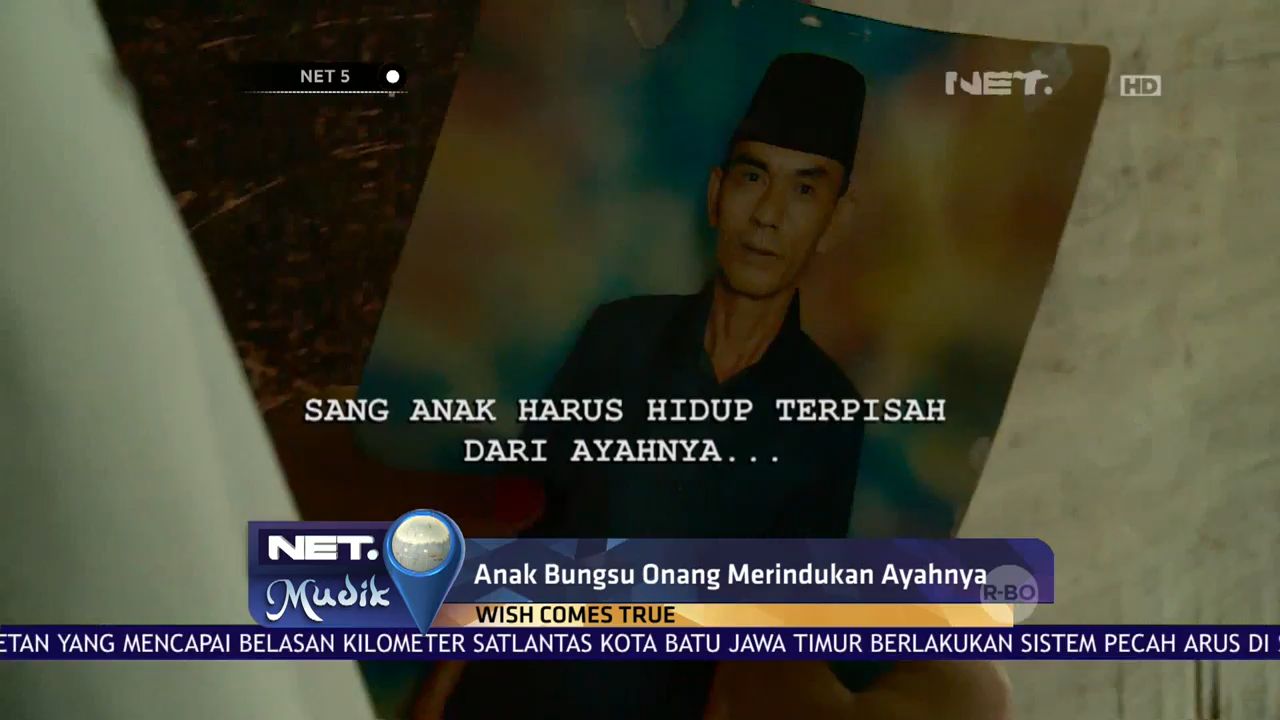 NET 5
NET.
HD
SANG ANAK HARUS HIDUP TERPISAH
DARI AYAHNYA...
NET.
Mudik
Anak Bungsu Onang Merindukan Ayahnya
R-BO
WISH COMES TRUE
ETAN YANG MENCAPAI BELASAN KILOMETER SATLANTAS KOTA BATU JAWA TIMUR BERLAKUKAN SISTEM PECAH ARUS DI